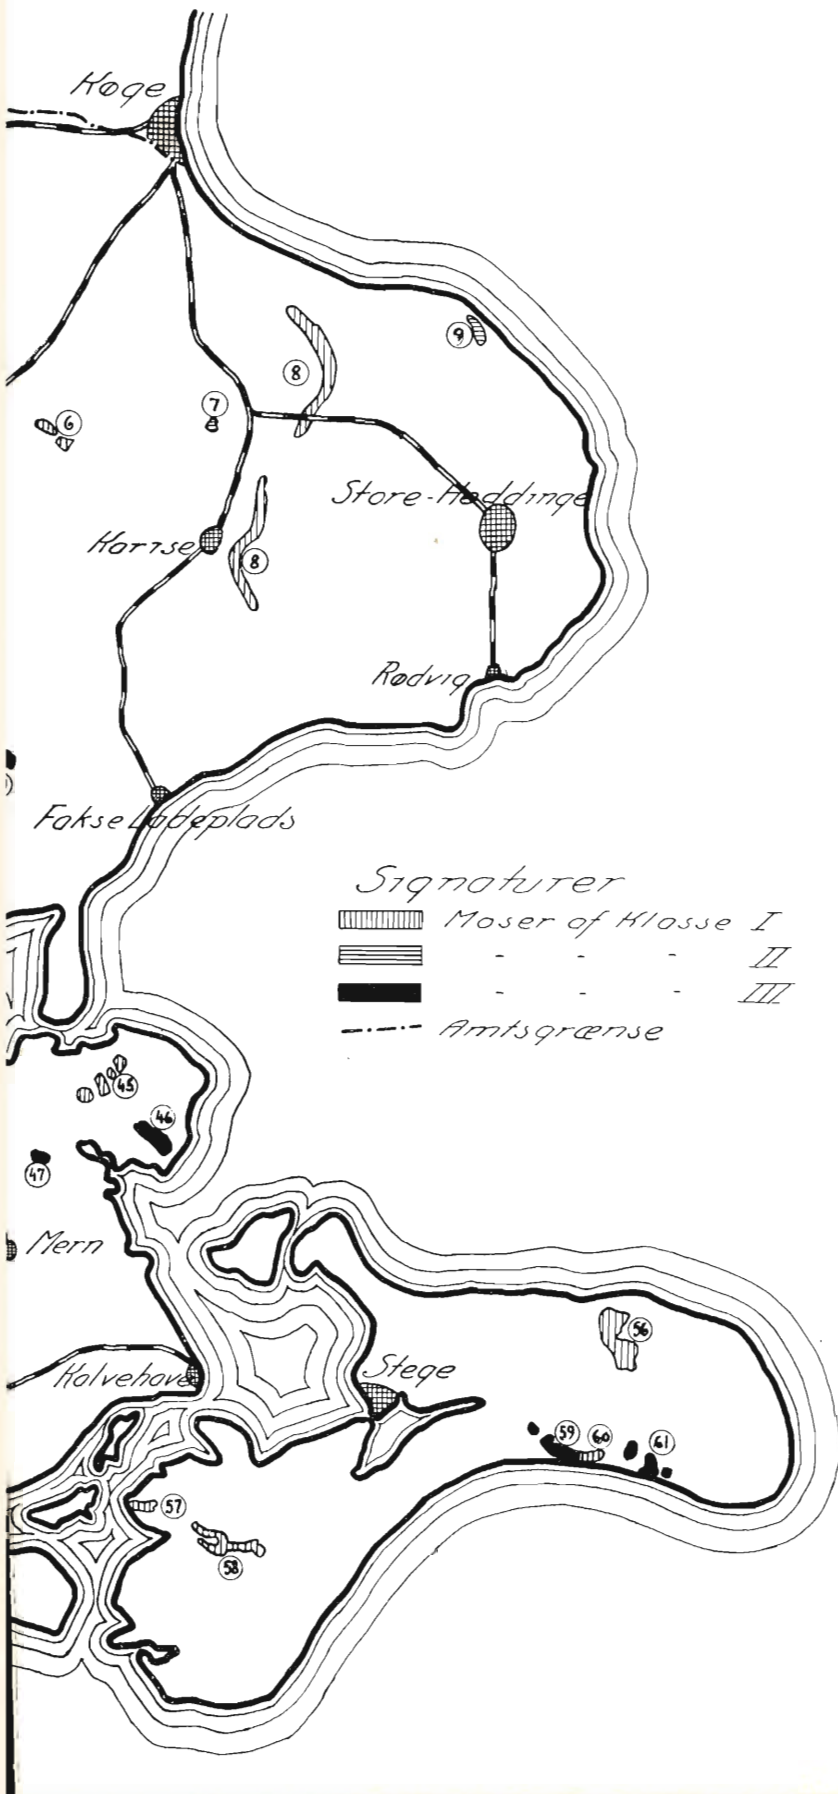 Køge
9
8
7
6
Store-Heddinge
Karise
8
Rødvig
Fakse Ladeplads
Signaturer
Moser af Klasse I
- - - II
- - - III
Amtsgrænse
45
46
47
Mern
56
Kalvehave
Stege
59
60
61
57
58